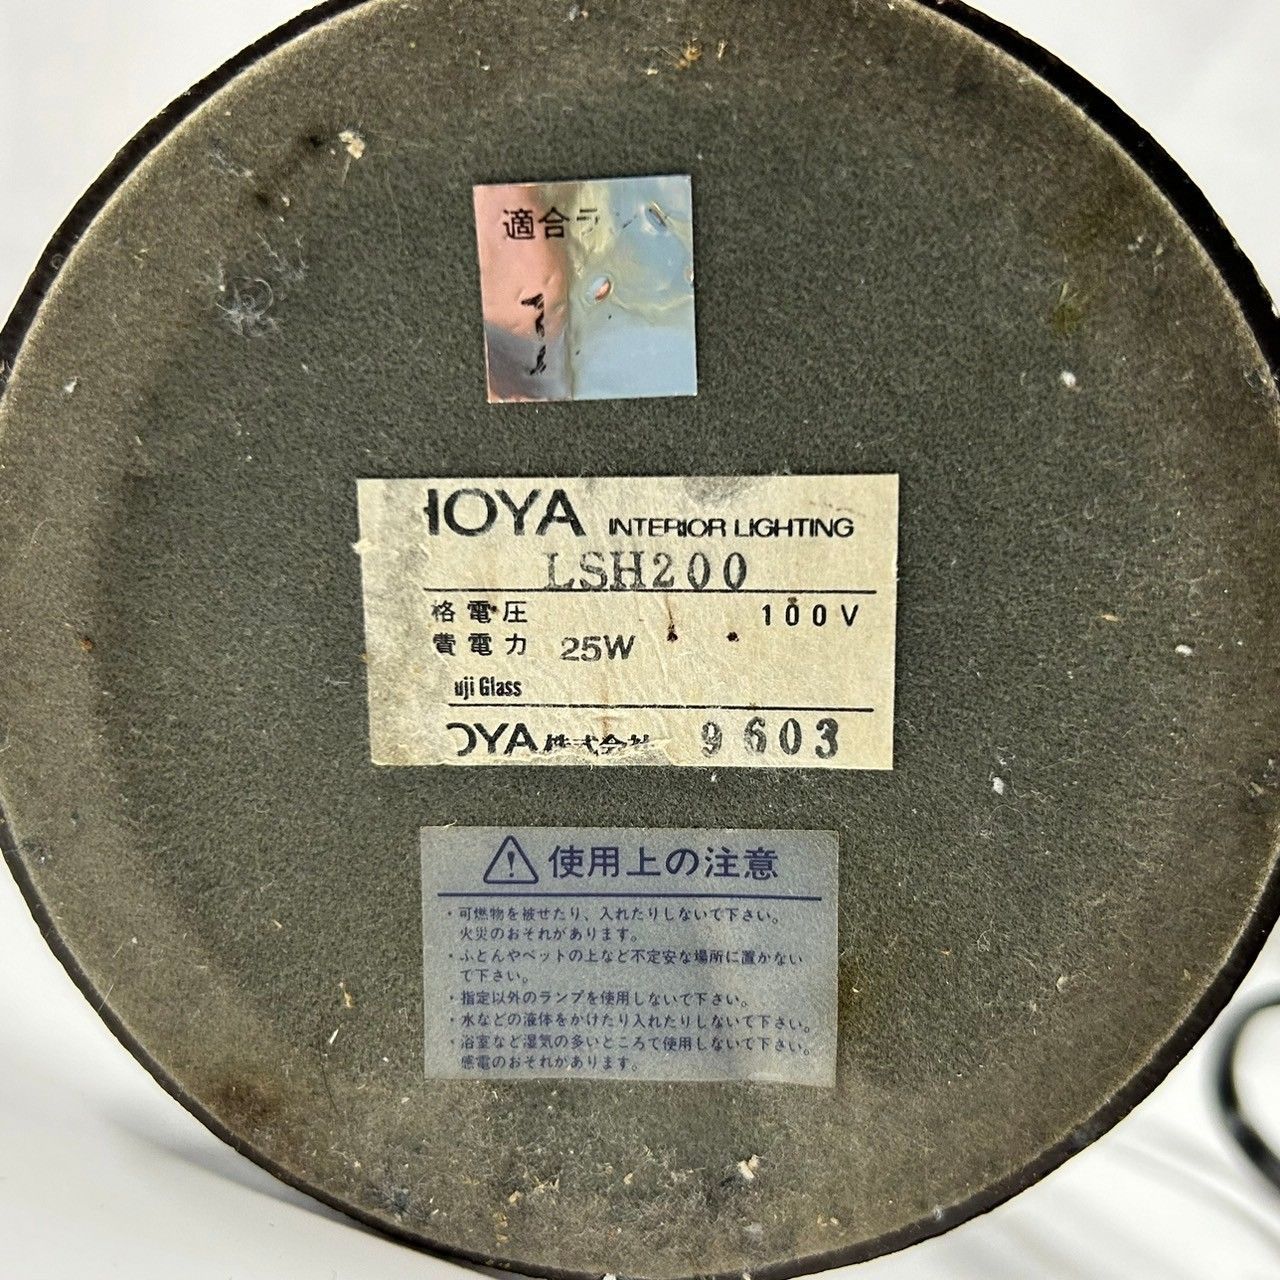 適合ラ
HOYA INTERIOR LIGHTING
LSH200
格電圧 100V
費電力 25W
uji Glass
OYA 株式会社 9603
使用上の注意
・可燃物を被せたり、入れたりしないで下さい。
火災のおそれがあります。
・ふとんやベットの上など不定安な場所に置かない
で下さい。
・指定以外のランプを使用しないで下さい。
・水などの液体をかけたり入れたりしないて下さい。
・浴室など湿気の多いところで使用しないて下さい。
感電のおそれがあります。